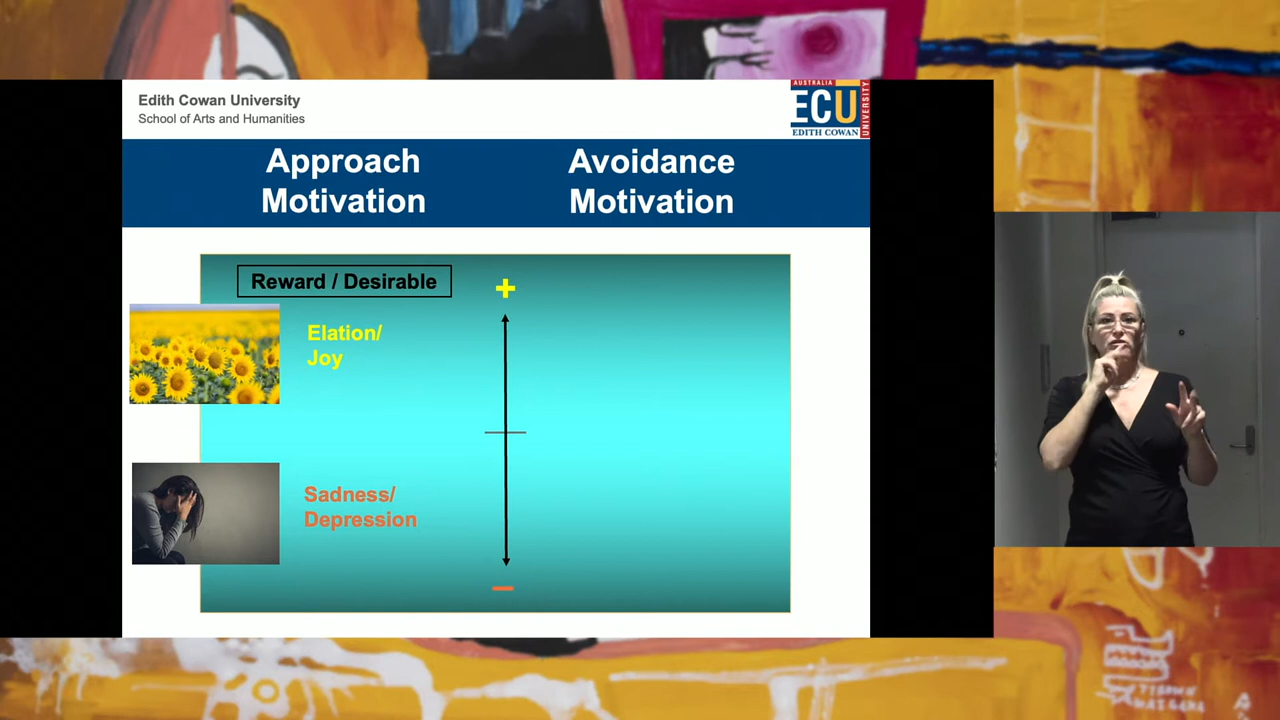 Edith Cowan University
School of Arts and Humanities
AUSTRALIA
ECU
EDITH COWAN
UNIVERSITY
Approach
Motivation
Avoidance
Motivation
Reward / Desirable
+
Elation/
Joy
Sadness/
Depression
–